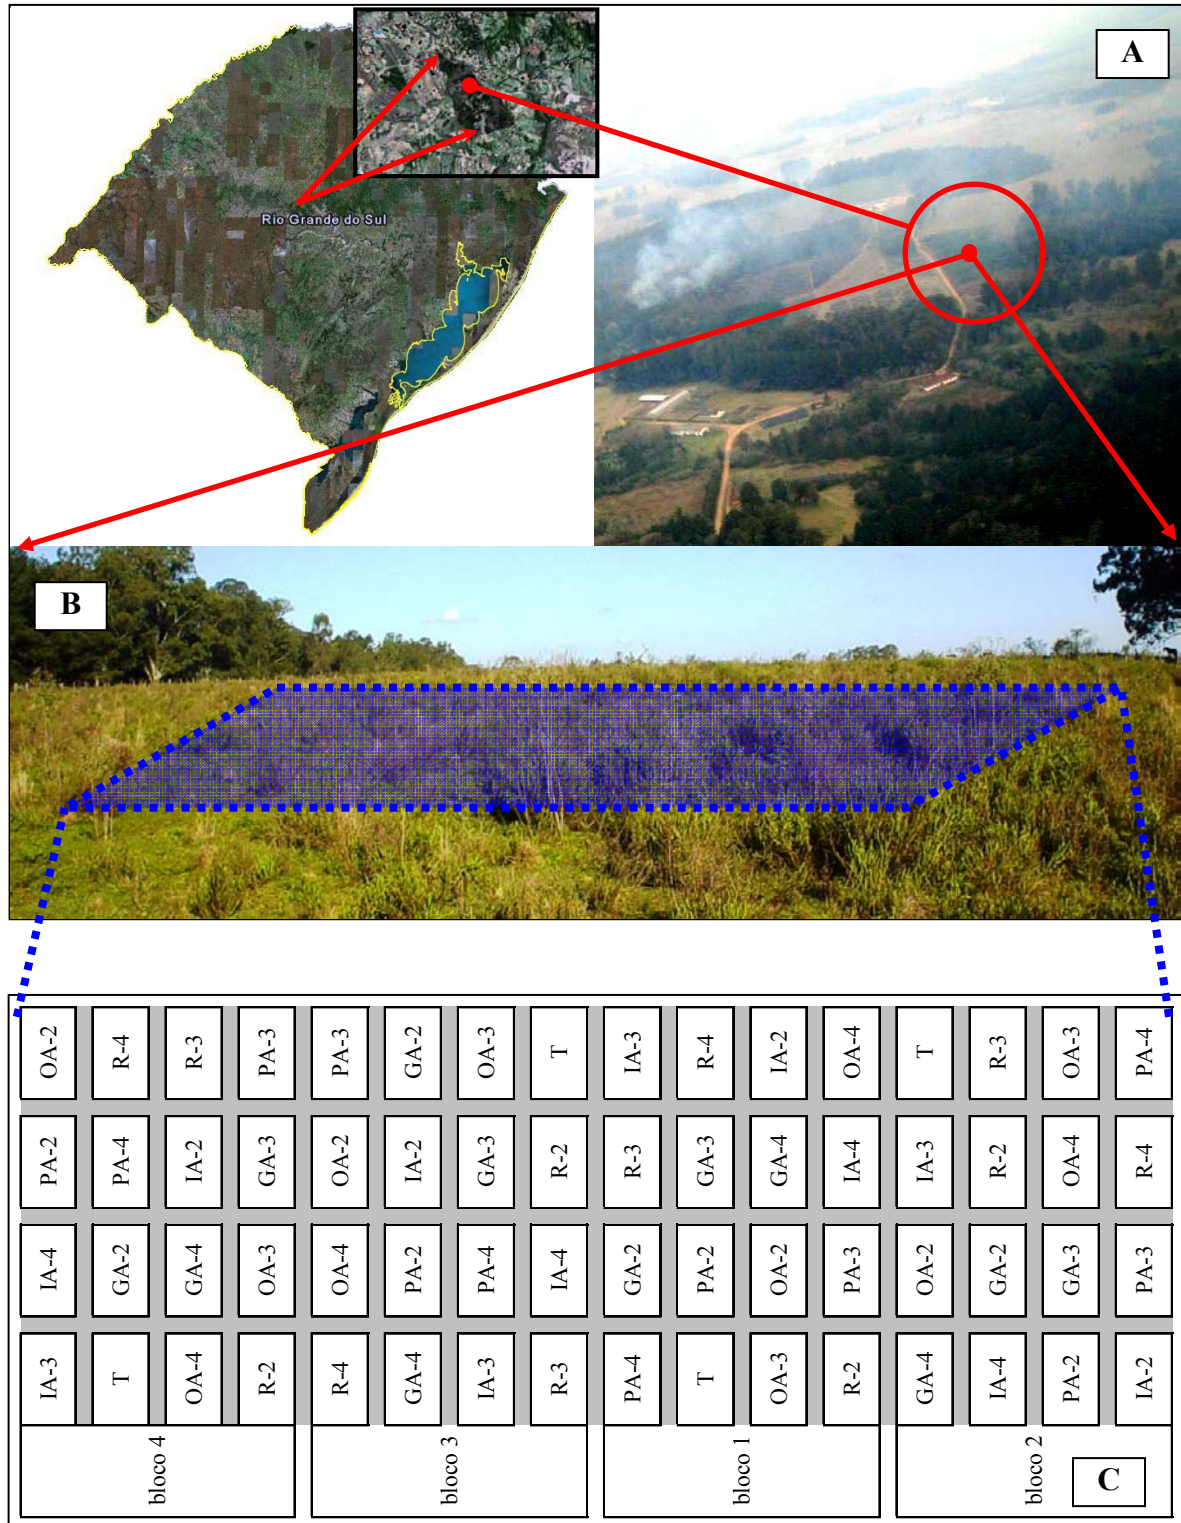 A
Rio Grande do Sul
B
OA-2
R-4
R-3
PA-3
PA-3
GA-2
OA-3
T
IA-3
R-4
IA-2
OA-4
T
R-3
OA-3
PA-4
PA-2
PA-4
IA-2
GA-3
OA-2
IA-2
GA-3
R-2
R-3
GA-3
GA-4
IA-4
IA-3
R-2
OA-4
R-4
IA-4
GA-2
GA-4
OA-3
OA-4
PA-2
PA-4
IA-4
GA-2
PA-2
OA-2
PA-3
OA-2
GA-2
GA-3
PA-3
IA-3
T
OA-4
R-2
R-4
GA-4
IA-3
R-3
PA-4
T
OA-3
R-2
GA-4
IA-4
PA-2
IA-2
bloco 4
bloco 3
bloco 1
bloco 2
C